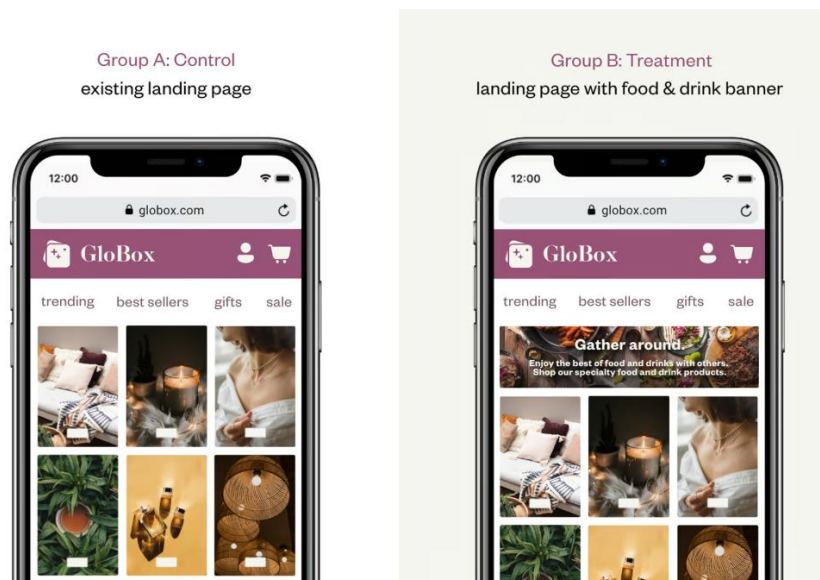 Group A: Control
existing landing page
12:00
globox.com
GloBox
trending best sellers gifts sale
Group B: Treatment
landing page with food & drink banner
12:00
globox.com
GloBox
trending best sellers gifts sale
Gather around.
Enjoy the best of food and drinks with others.
Shop our specialty food and drink products.